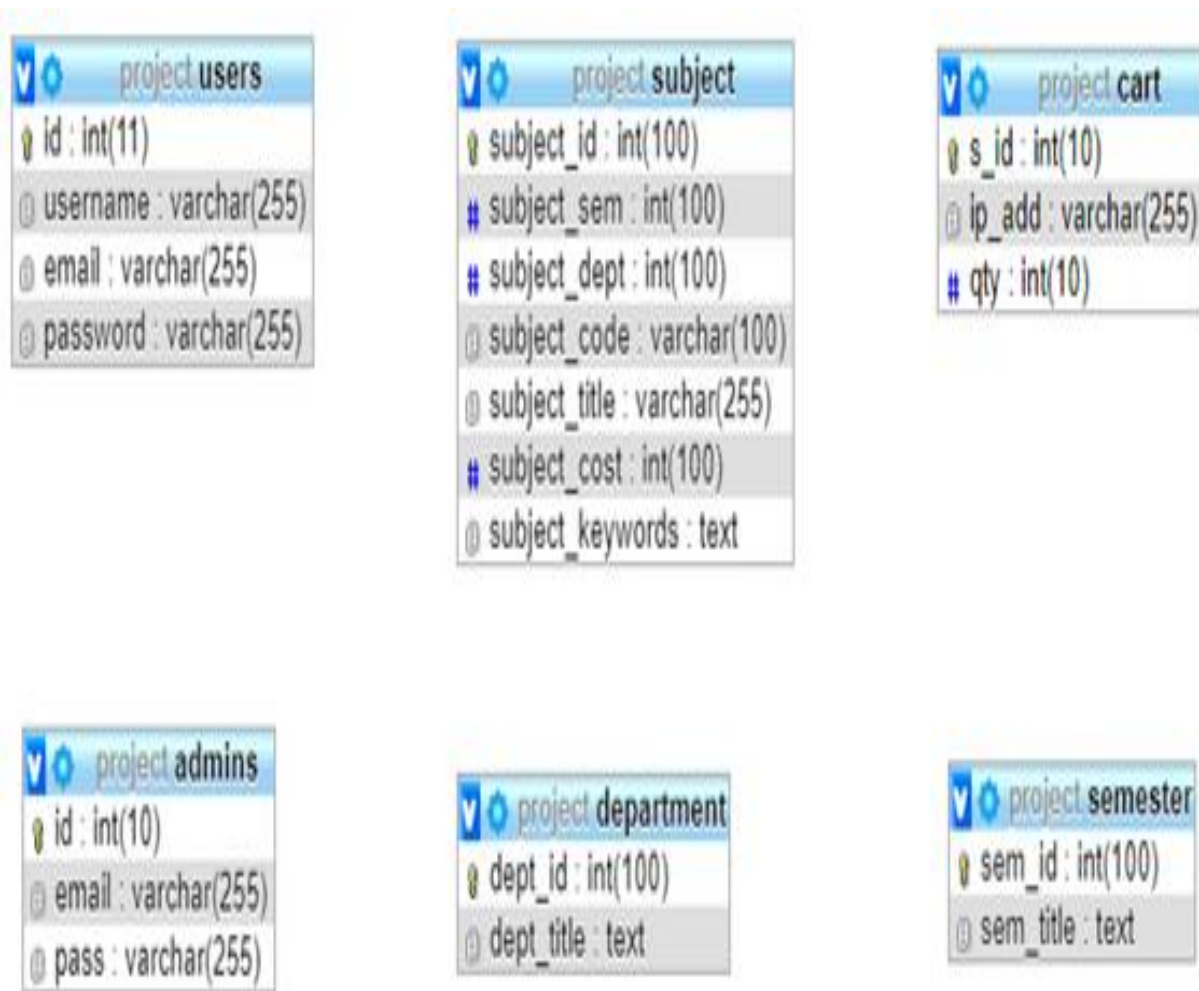 project users
id : int(11)
username : varchar(255)
email : varchar(255)
password : varchar(255)
project subject
subject_id : int(100)
subject_sem : int(100)
subject_dept : int(100)
subject_code : varchar(100)
subject_title : varchar(255)
subject_cost : int(100)
subject_keywords : text
project cart
s_id : int(10)
ip_add : varchar(255)
qty : int(10)
project admins
id : int(10)
email : varchar(255)
pass : varchar(255)
project department
dept_id : int(100)
dept_title : text
project semester
sem_id : int(100)
sem_title : text